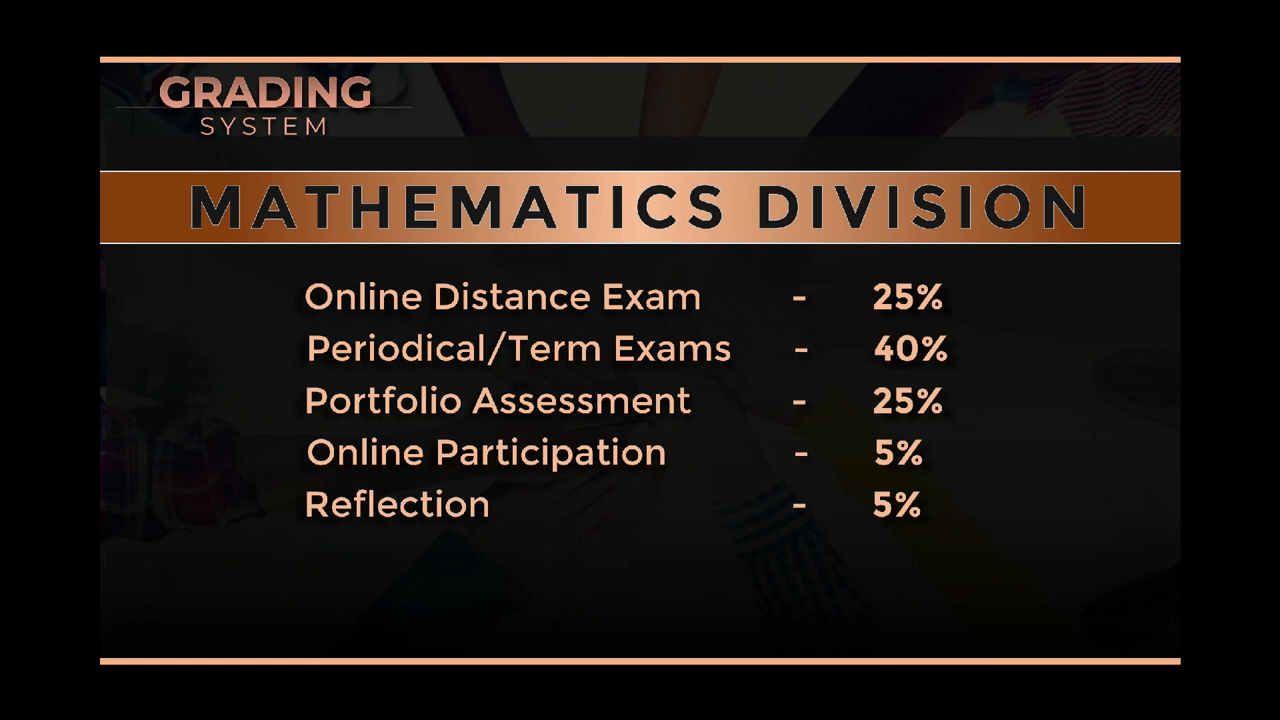 GRADING
SYSTEM
MATHEMATICS DIVISION
Online Distance Exam - 25%
Periodical/Term Exams - 40%
Portfolio Assessment - 25%
Online Participation - 5%
Reflection - 5%